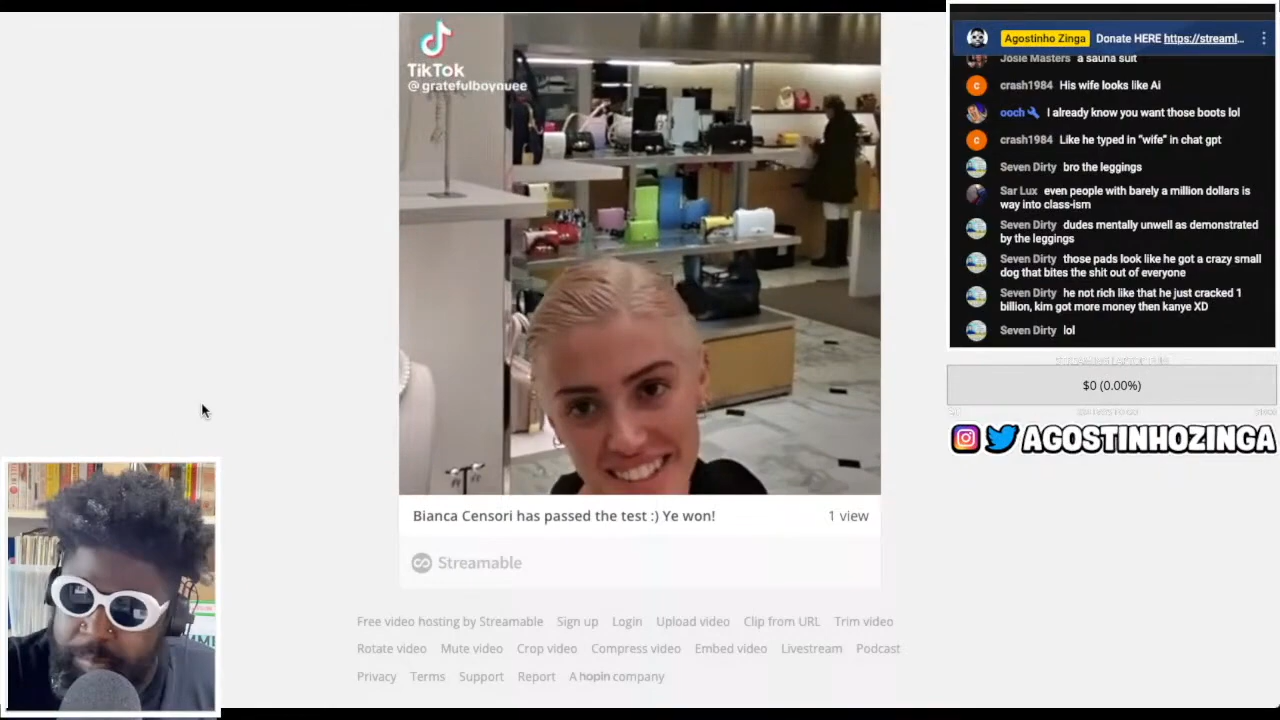 TikTok
@gratefulboynuee
Bianca Censori has passed the test :) Ye won!
1 view
Streamable
Free video hosting by Streamable Sign up Login Upload video Clip from URL Trim video
Rotate video Mute video Crop video Compress video Embed video Livestream Podcast
Privacy Terms Support Report A hopin company
Agostinho Zinga Donate HERE https://streaml...
Josie Masters a sauna suit
crash1984 His wife looks like Ai
ooch I already know you want those boots lol
crash1984 Like he typed in “wife” in chat gpt
Seven Dirty bro the leggings
Sar Lux even people with barely a million dollars is
way into class-ism
Seven Dirty dudes mentally unwell as demonstrated
by the leggings
Seven Dirty those pads look like he got a crazy small
dog that bites the shit out of everyone
Seven Dirty he not rich like that he just cracked 1
billion, kim got more money then kanye XD
Seven Dirty lol
$0 (0.00%)
AGOSTINHOZINGA